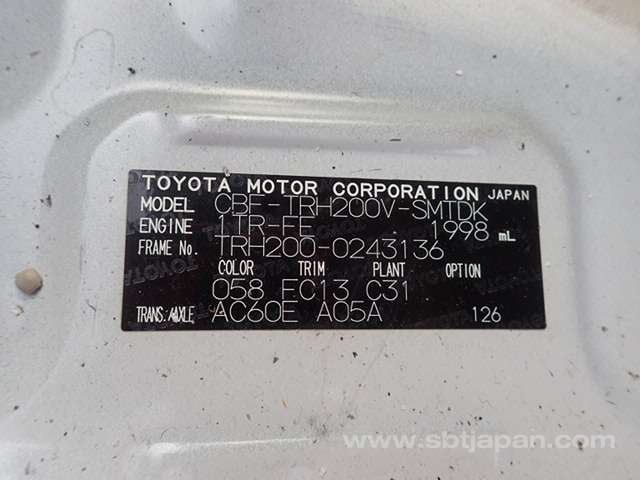 TOYOTA MOTOR CORPORATION JAPAN
MODEL CBF-TRH200V-SMTDK
ENGINE 1TR-FE 1998 mL
FRAME No. TRH200-0243136
COLOR TRIM PLANT OPTION
058 FC13 C31
TRANS./AXLE AC60E A05A 126
www.sbtjapan.com